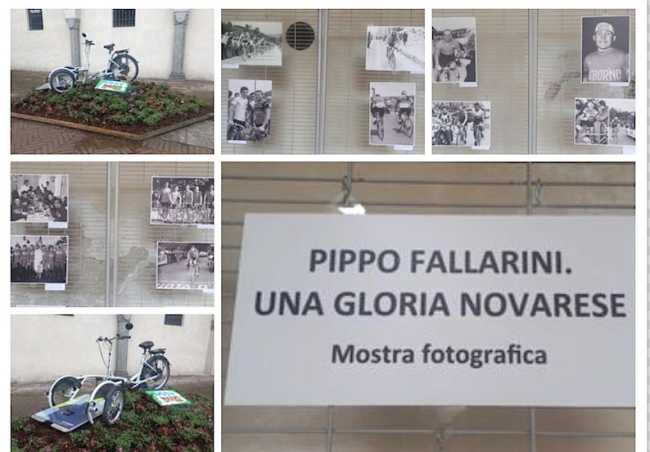 PIPPO FALLARINI.
UNA GLORIA NOVARESE
Mostra fotografica